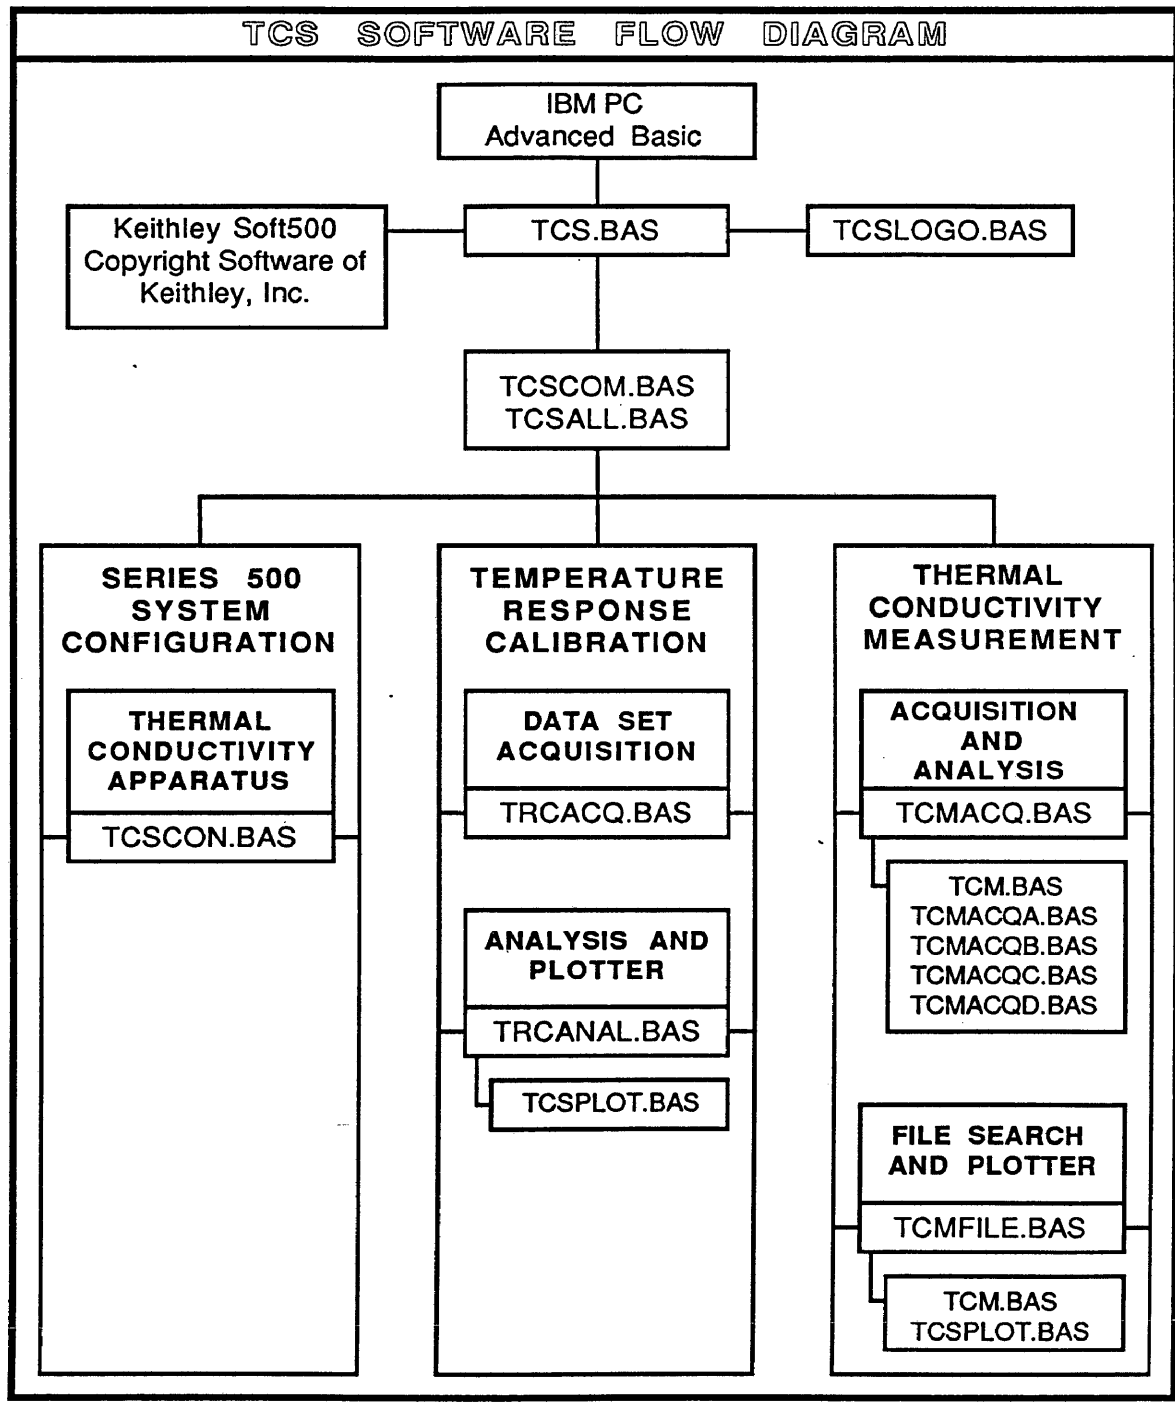 TCS SOFTWARE FLOW DIAGRAM
IBM PC
Advanced Basic
Keithley Soft500
Copyright Software of
Keithley, Inc.
TCS.BAS
TCSLOGO.BAS
TCSCOM.BAS
TCSALL.BAS
SERIES 500
SYSTEM
CONFIGURATION
THERMAL
CONDUCTIVITY
APPARATUS
TCSCON.BAS
TEMPERATURE
RESPONSE
CALIBRATION
DATA SET
ACQUISITION
TRCACQ.BAS
ANALYSIS AND
PLOTTER
TRCANAL.BAS
TCSPLOT.BAS
THERMAL
CONDUCTIVITY
MEASUREMENT
ACQUISITION
AND
ANALYSIS
TCMACQ.BAS
TCM.BAS
TCMACQA.BAS
TCMACQB.BAS
TCMACQC.BAS
TCMACQD.BAS
FILE SEARCH
AND PLOTTER
TCMFILE.BAS
TCM.BAS
TCSPLOT.BAS